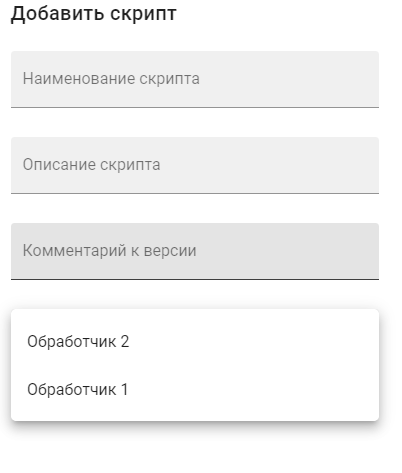 Добавить скрипт
Наименование скрипта
Описание скрипта
Комментарий к версии
Обработчик 2
Обработчик 1